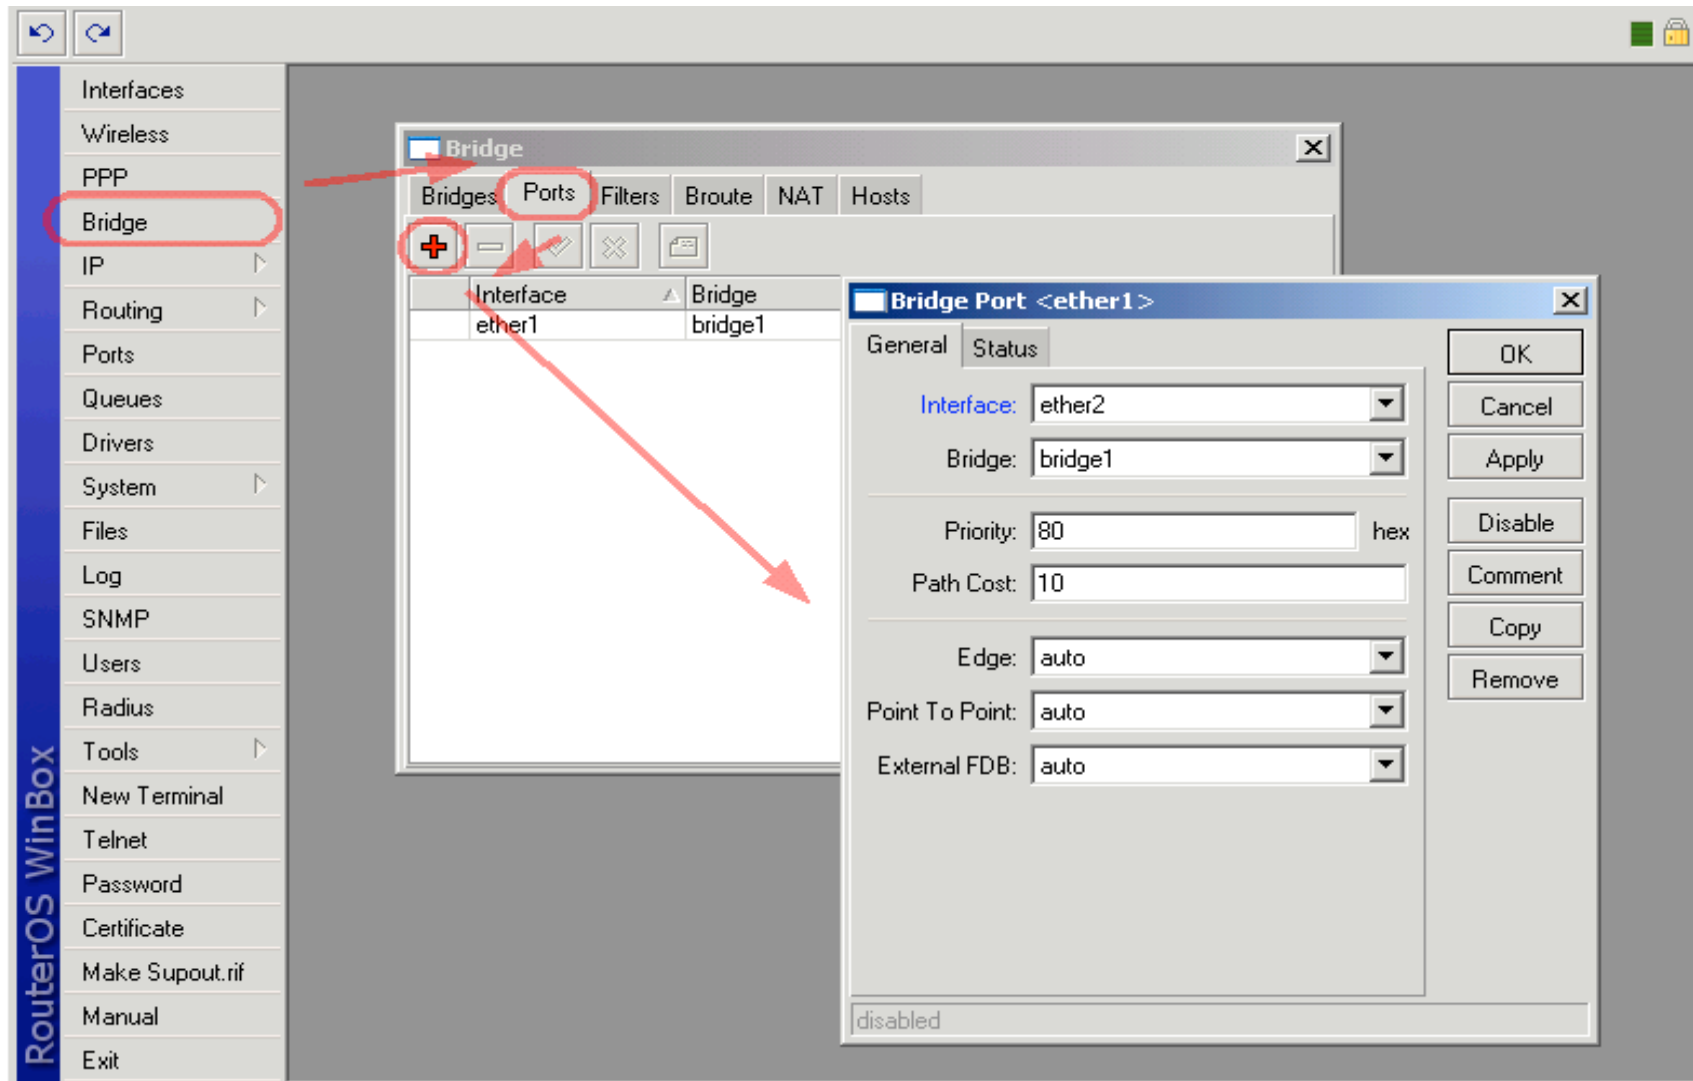 Interfaces
Wireless
PPP
Bridge
IP
Routing
Ports
Queues
Drivers
System
Files
Log
SNMP
Users
Radius
Tools
New Terminal
Telnet
Password
Certificate
Make Supout.rif
Manual
Exit
RouterOS WinBox
Bridge
Bridges Ports Filters Broute NAT Hosts
Interface Bridge
ether1 bridge1
Bridge Port <ether1>
General Status
Interface: ether2
Bridge: bridge1
Priority: 80 hex
Path Cost: 10
Edge: auto
Point To Point: auto
External FDB: auto
OK
Cancel
Apply
Disable
Comment
Copy
Remove
disabled